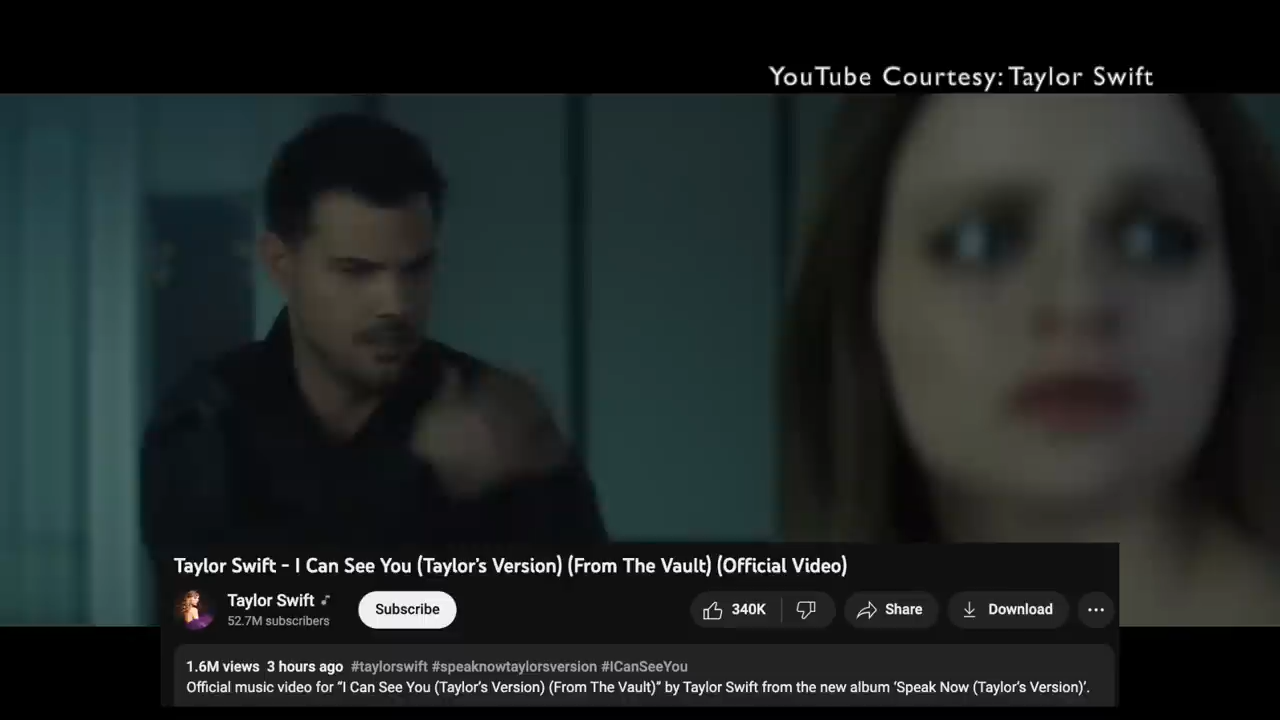 YouTube Courtesy: Taylor Swift
Taylor Swift - I Can See You (Taylor's Version) (From The Vault) (Official Video)
Taylor Swift
52.7M subscribers
Subscribe
340K
Share
Download
1.6M views 3 hours ago #taylorswift #speaknowtaylorsversion #ICanSeeYou
Official music video for “I Can See You (Taylor’s Version) (From The Vault)” by Taylor Swift from the new album ‘Speak Now (Taylor’s Version)’.